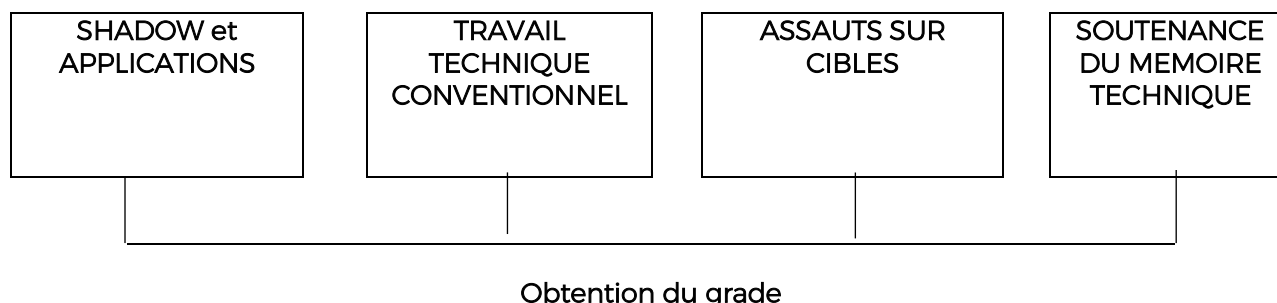 SHADOW et
APPLICATIONS
TRAVAIL
TECHNIQUE
CONVENTIONNEL
ASSAUTS SUR
CIBLES
SOUTENANCE
DU MEMOIRE
TECHNIQUE
Obtention du grade